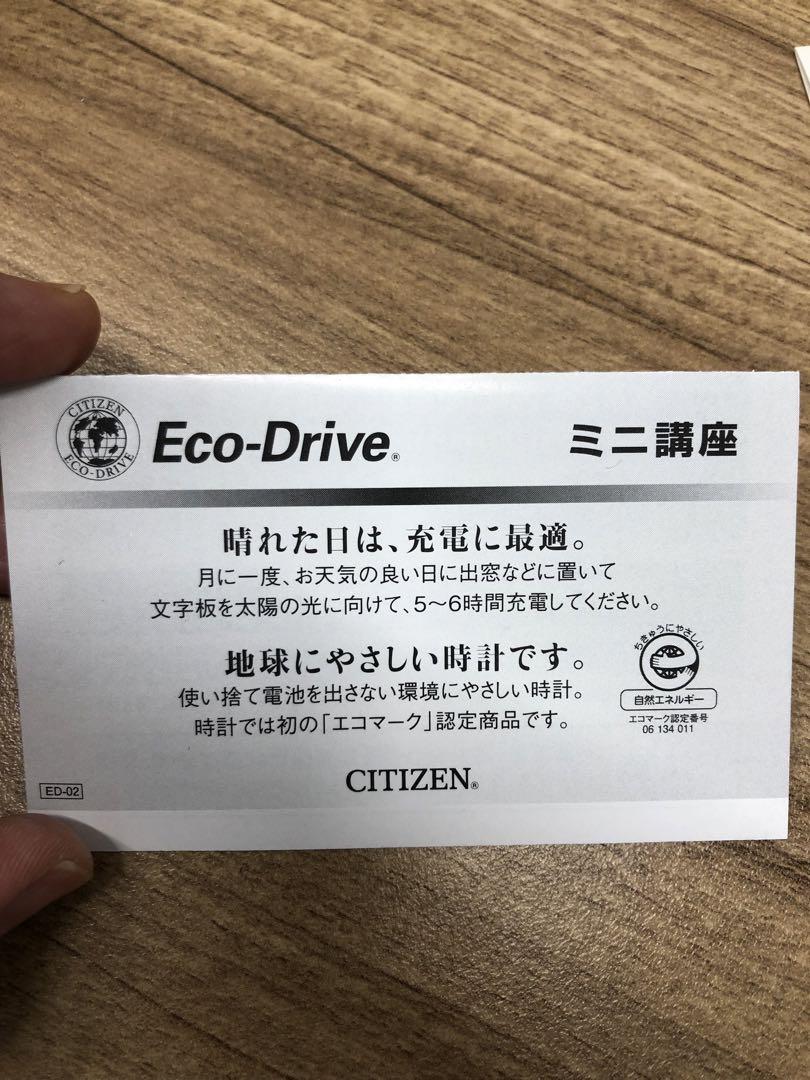 CITIZEN
ECO-DRIVE
Eco-Drive®
ミニ講座
晴れた日は、充電に最適。
月に一度、お天気の良い日に出窓などに置いて
文字板を太陽の光に向けて、5〜6時間充電してください。
地球にやさしい時計です。
使い捨て電池を出さない環境にやさしい時計。
時計では初の「エコマーク」認定商品です。
ちきゅうにやさしい
自然エネルギー
エコマーク認定番号
06 134 011
CITIZEN®
ED-02